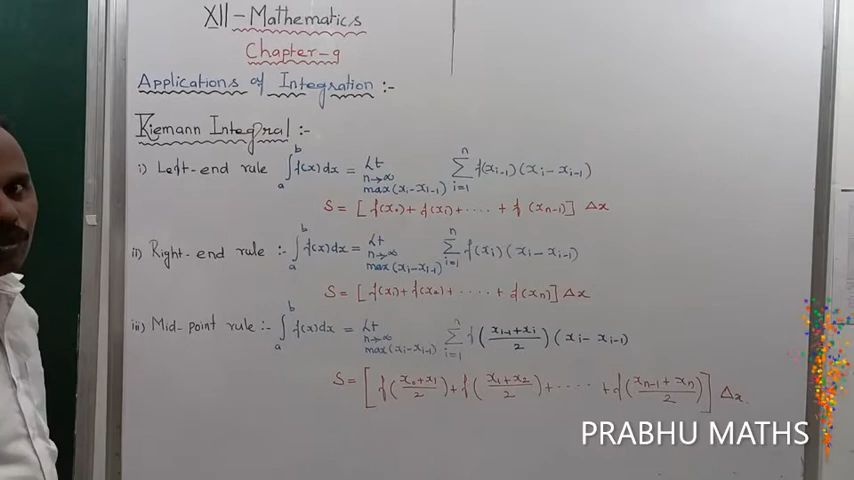 XII - Mathematics
Chapter-9
Applications of Integration :-
Riemann Integral :-
i) Left-end rule ∫ₐᵇ f(x) dx = Lt n→∞ max(xᵢ-xᵢ₋₁) Σᵢ₌₁ⁿ f(xᵢ₋₁)(xᵢ - xᵢ₋₁)
S = [f(x₀) + f(x₁) + ..... + f(xₙ₋₁)] Δx
ii) Right-end rule :- ∫ₐᵇ f(x) dx = Lt n→∞ max(xᵢ-xᵢ₋₁) Σᵢ₌₁ⁿ f(xᵢ)(xᵢ - xᵢ₋₁)
S = [f(x₁) + f(x₂) + ..... + f(xₙ)] Δx
iii) Mid-point rule :- ∫ₐᵇ f(x) dx = Lt n→∞ max(xᵢ-xᵢ₋₁) Σᵢ₌₁ⁿ f((xᵢ₋₁+xᵢ)/2)(xᵢ - xᵢ₋₁)
S = [f((x₀+x₁)/2) + f((x₁+x₂)/2) + ..... + f((xₙ₋₁+xₙ)/2)] Δx
PRABHU MATHS